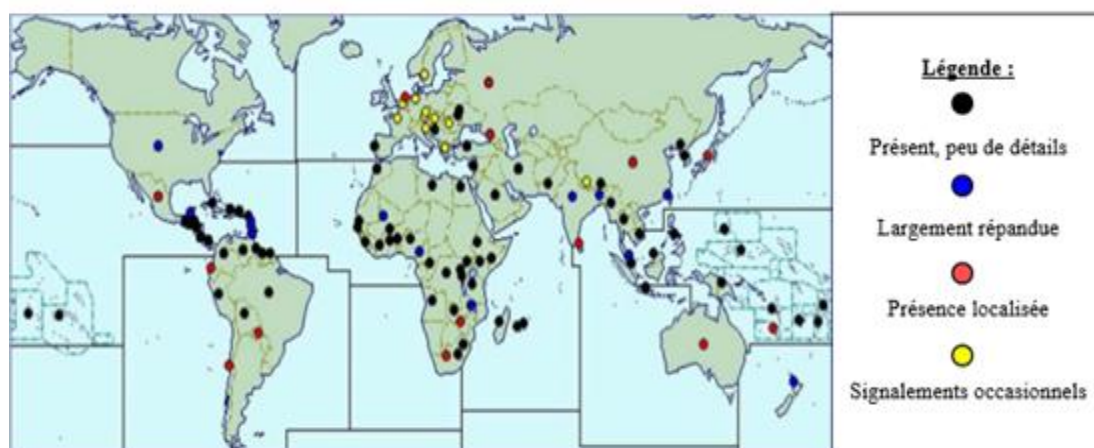 Légende :
Présent, peu de détails
Largement répandue
Présence localisée
Signalements occasionnels